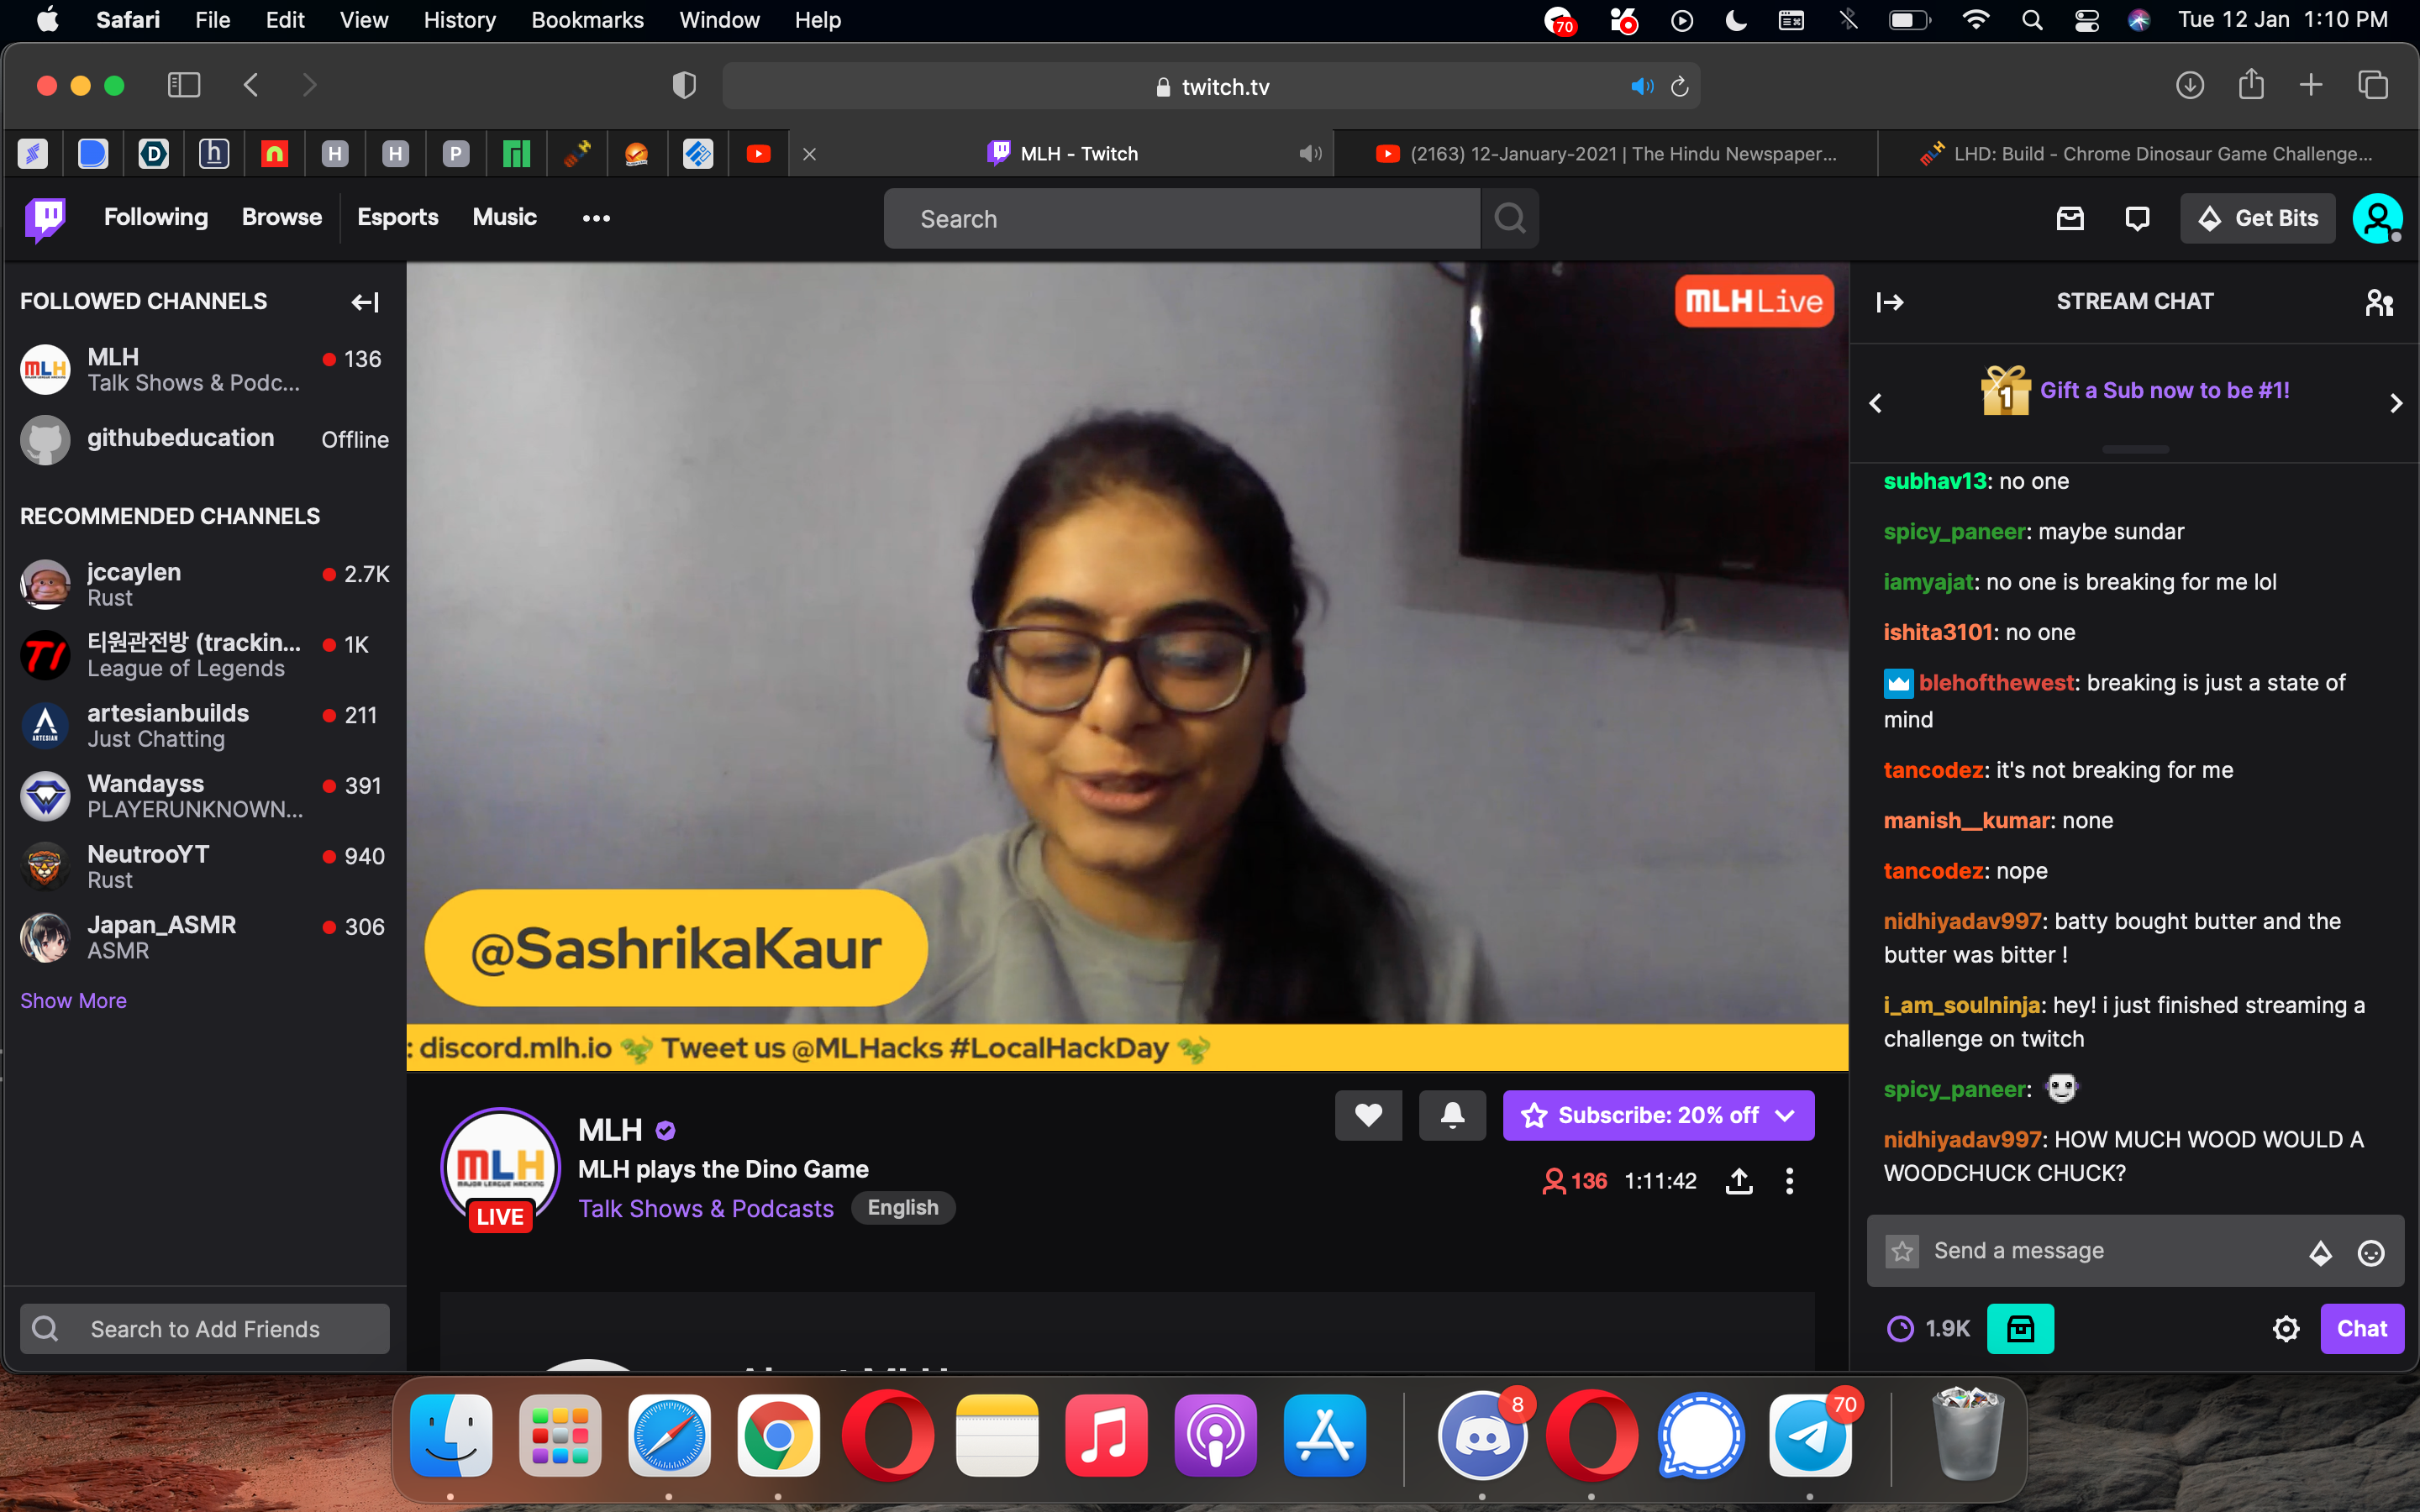 Safari File Edit View History Bookmarks Window Help
70
Tue 12 Jan 1:10 PM
twitch.tv
D h n H H P
MLH - Twitch
(2163) 12-January-2021 | The Hindu Newspaper...
LHD: Build - Chrome Dinosaur Game Challenge...
Following Browse Esports Music
Search
Get Bits
FOLLOWED CHANNELS
MLH 136
Talk Shows & Podc...
githubeducation Offline
RECOMMENDED CHANNELS
jccaylen 2.7K
Rust
티원관전방 (trackin... 1K
League of Legends
artesianbuilds 211
Just Chatting
Wandayss 391
PLAYERUNKNOWN...
NeutrooYT 940
Rust
Japan_ASMR 306
ASMR
Show More
Search to Add Friends
MLH Live
@SashrikaKaur
: discord.mlh.io Tweet us @MLHacks #LocalHackDay
MLH
MAJOR LEAGUE HACKING
LIVE
MLH
MLH plays the Dino Game
Talk Shows & Podcasts English
Subscribe: 20% off
136 1:11:42
STREAM CHAT
1 Gift a Sub now to be #1!
subhav13: no one
spicy_paneer: maybe sundar
iamyajat: no one is breaking for me lol
ishita3101: no one
blehofthewest: breaking is just a state of
mind
tancodez: it's not breaking for me
manish__kumar: none
tancodez: nope
nidhiyadav997: batty bought butter and the
butter was bitter !
i_am_soulninja: hey! i just finished streaming a
challenge on twitch
spicy_paneer:
nidhiyadav997: HOW MUCH WOOD WOULD A
WOODCHUCK CHUCK?
Send a message
1.9K
Chat
8
70